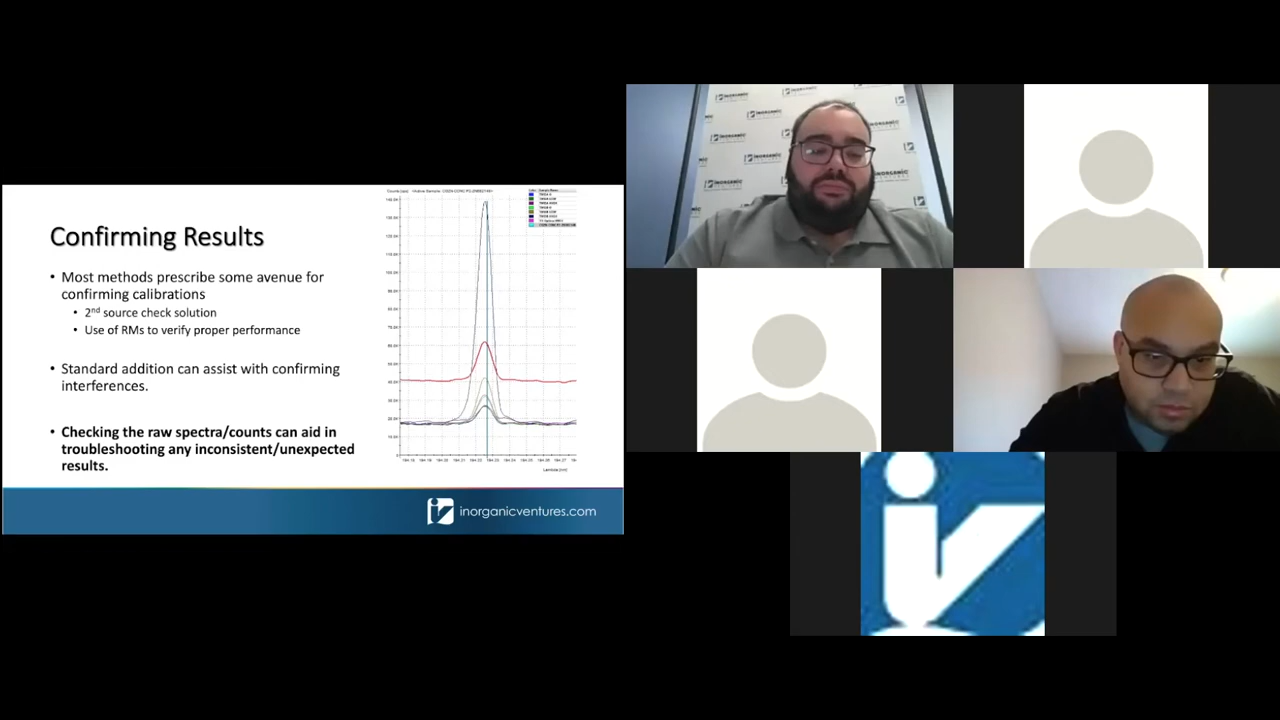 Confirming Results
• Most methods prescribe some avenue for
confirming calibrations
• 2nd source check solution
• Use of RMs to verify proper performance
• Standard addition can assist with confirming
interferences.
• Checking the raw spectra/counts can aid in
troubleshooting any inconsistent/unexpected
results.
inorganicventures.com